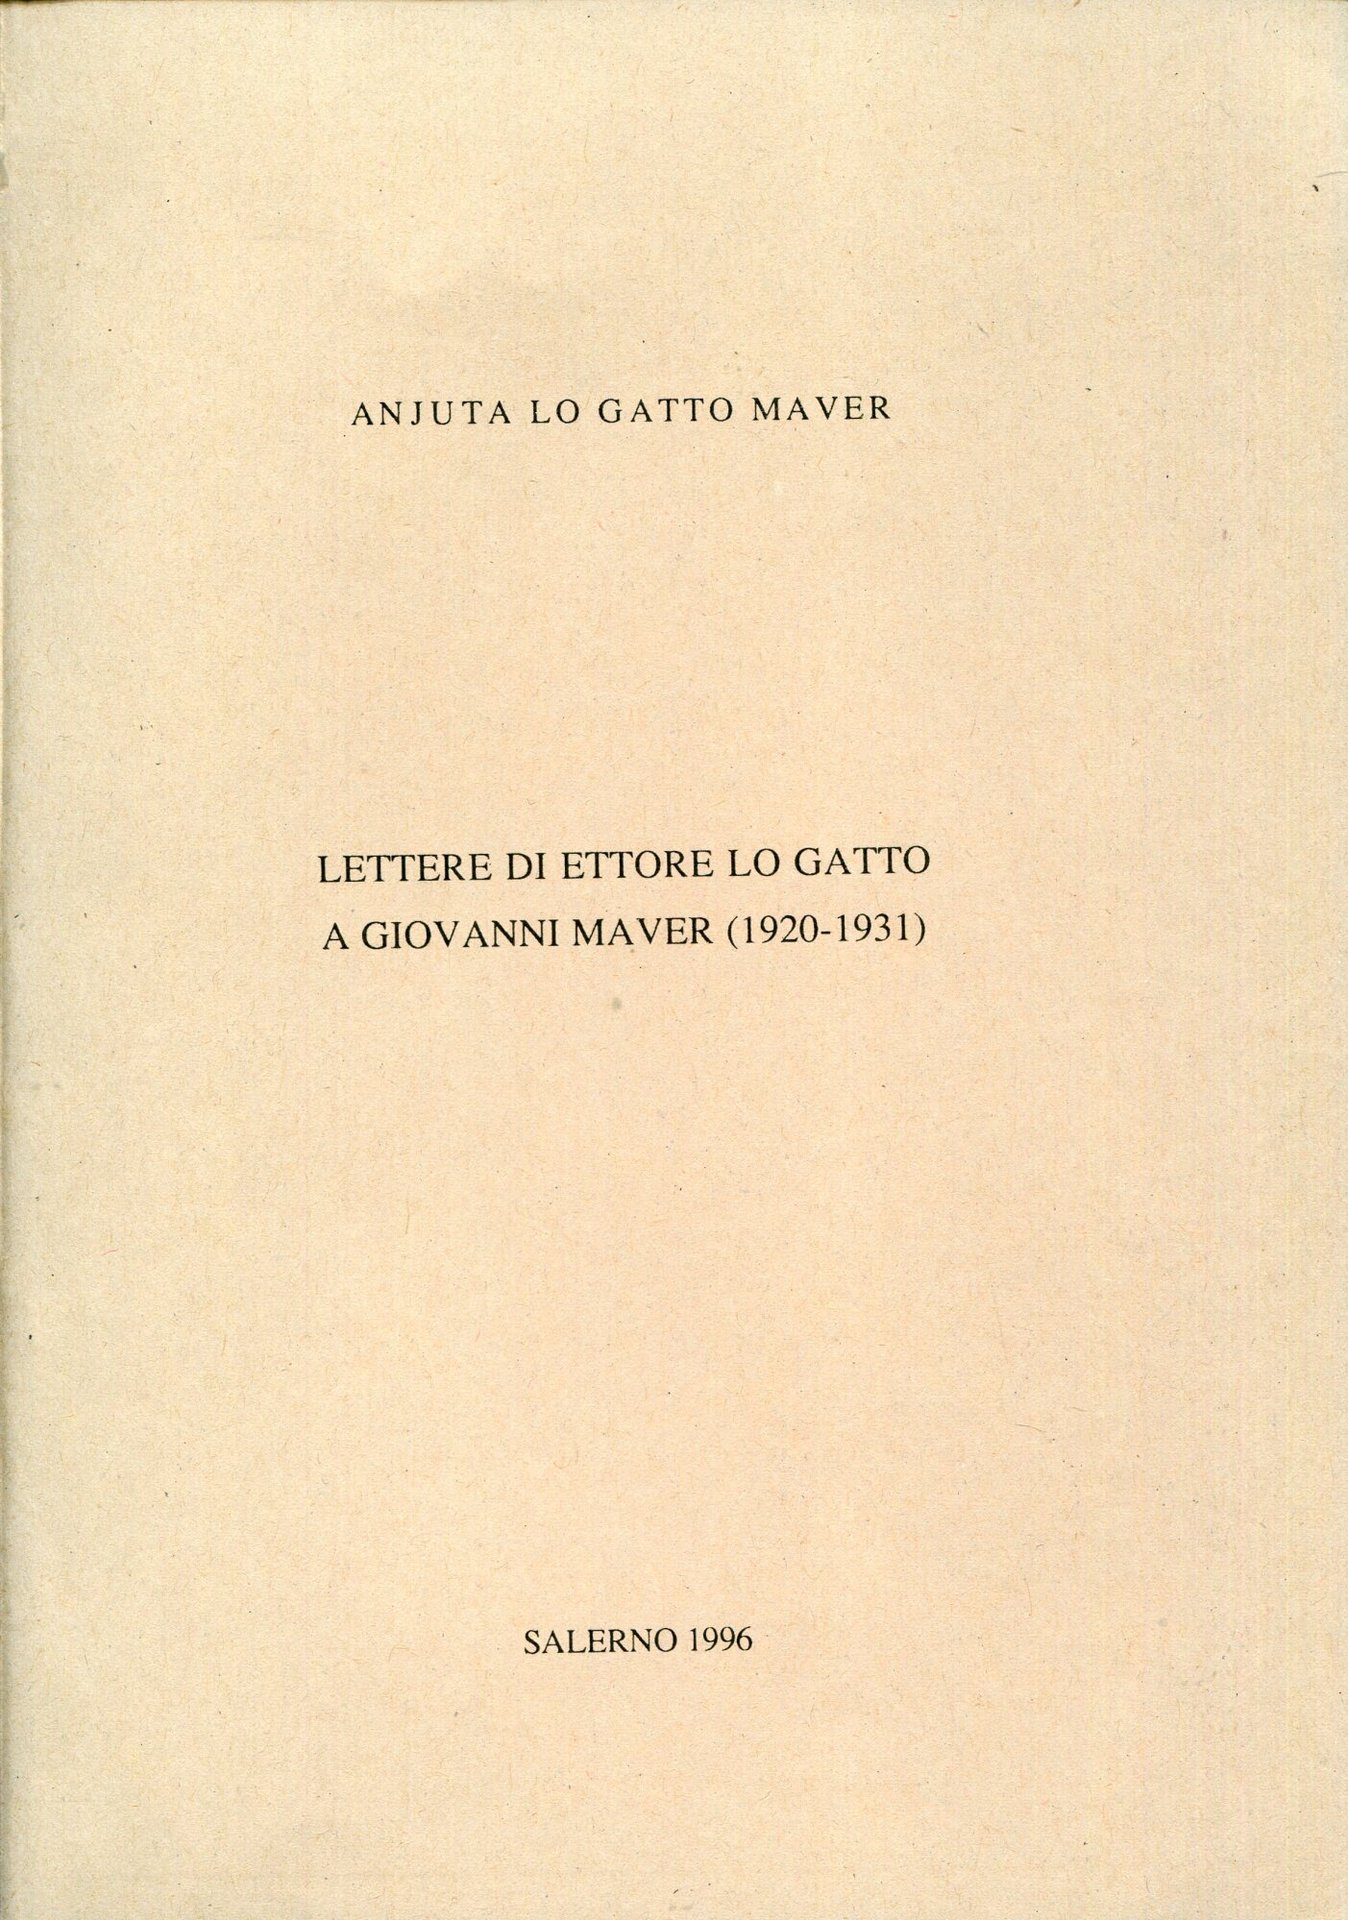 ANJUTA LO GATTO MAVER
LETTERE DI ETTORE LO GATTO
A GIOVANNI MAVER (1920-1931)
SALERNO 1996